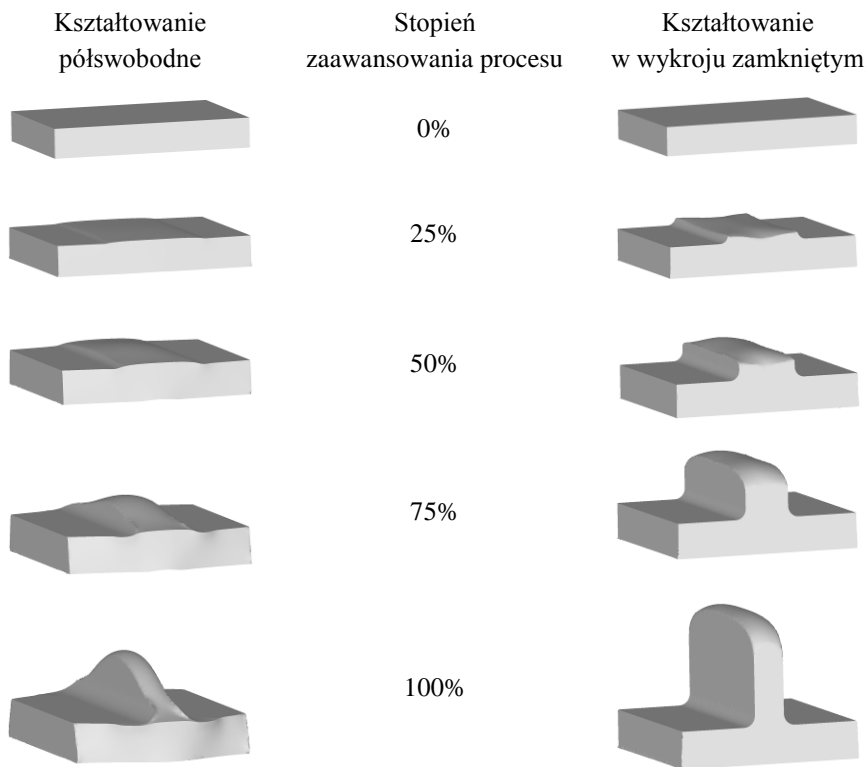 Kształtowanie
półswobodne
Stopień
zaawansowania procesu
Kształtowanie
w wykroju zamkniętym
0%
25%
50%
75%
100%